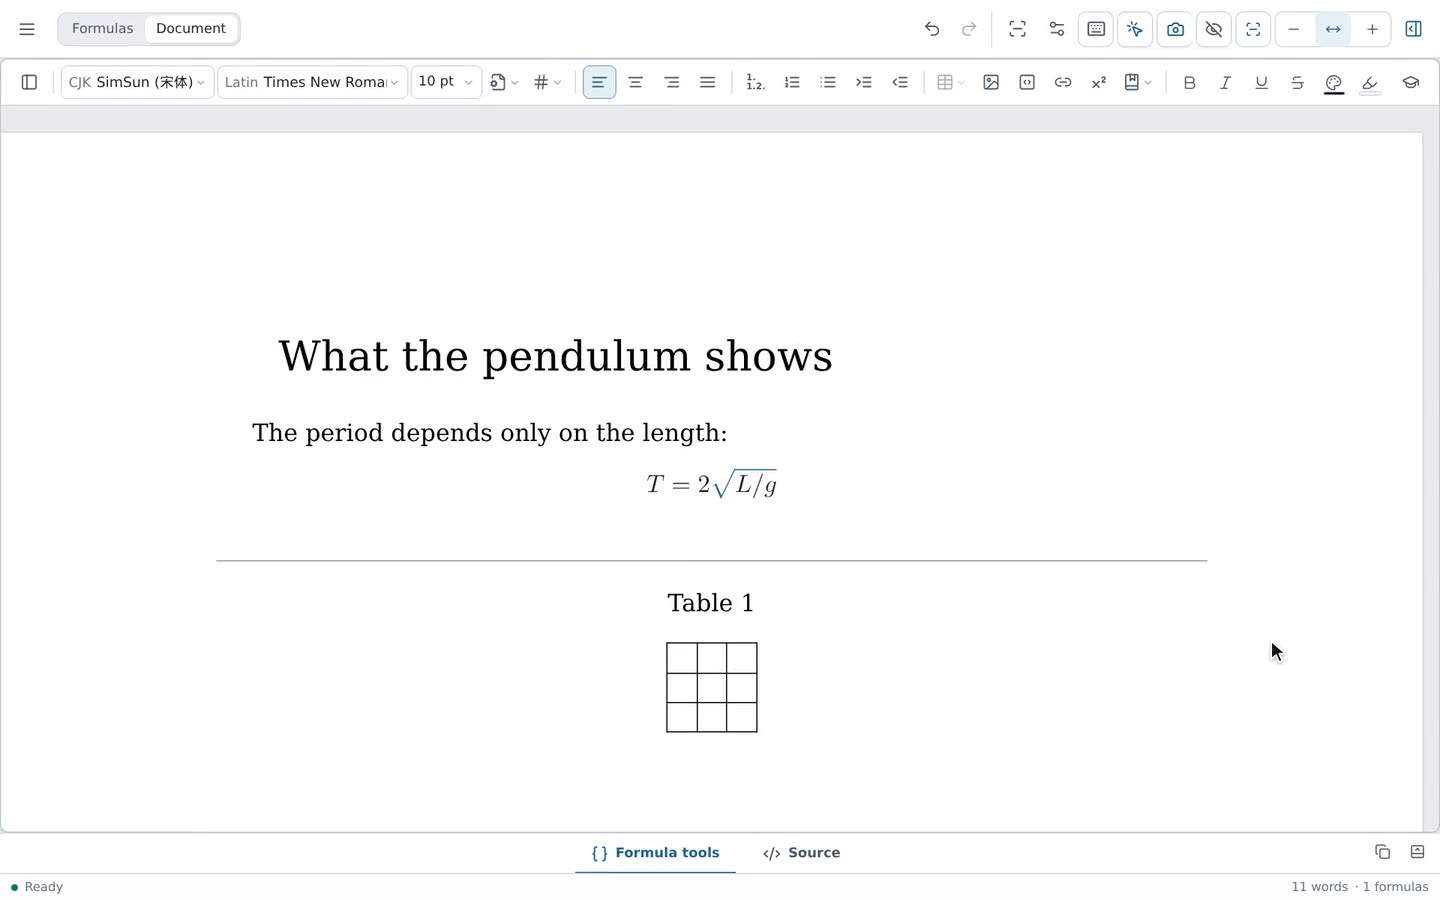 Formulas Document
CJK SimSun (宋体) Latin Times New Roma 10 pt
What the pendulum shows
The period depends only on the length:
T = 2√L/g
Table 1
{} Formula tools </> Source
Ready 11 words · 1 formulas